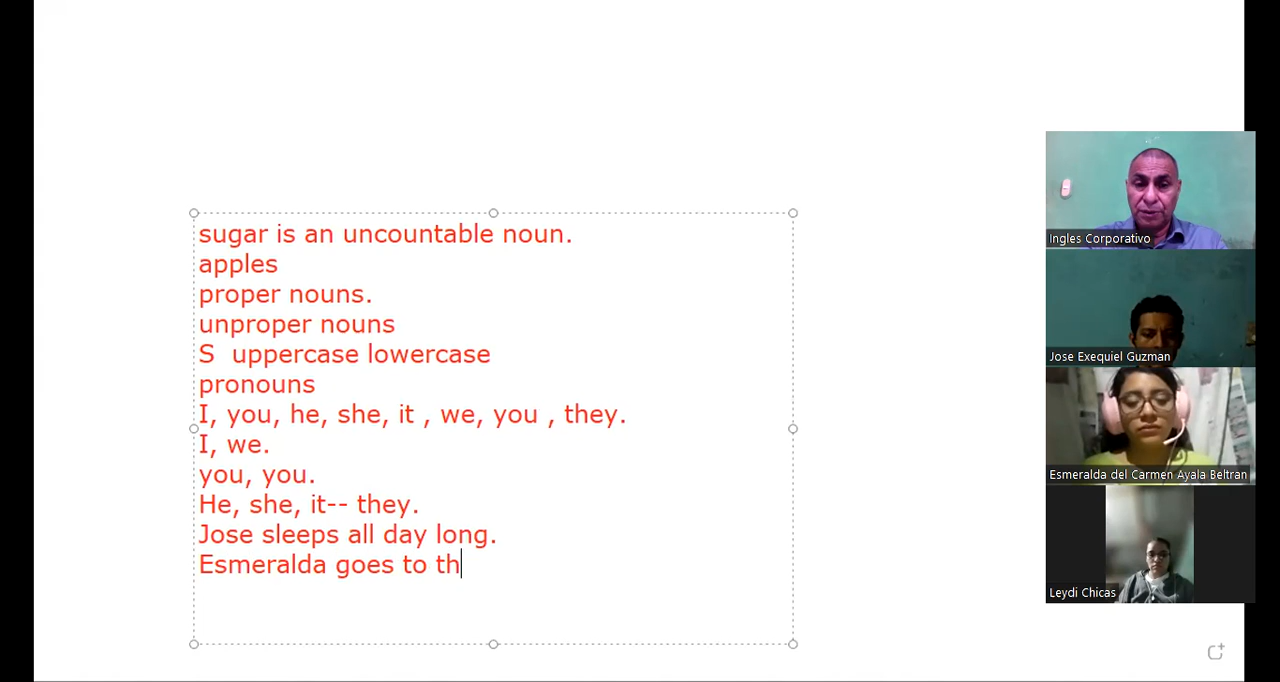 sugar is an uncountable noun.
apples
proper nouns.
unproper nouns
S  uppercase lowercase
pronouns
I, you, he, she, it , we, you , they.
I, we.
you, you.
He, she, it-- they.
Jose sleeps all day long.
Esmeralda goes to th
Ingles Corporativo
Jose Exequiel Guzman
Esmeralda del Carmen Ayala Beltran
Leydi Chicas